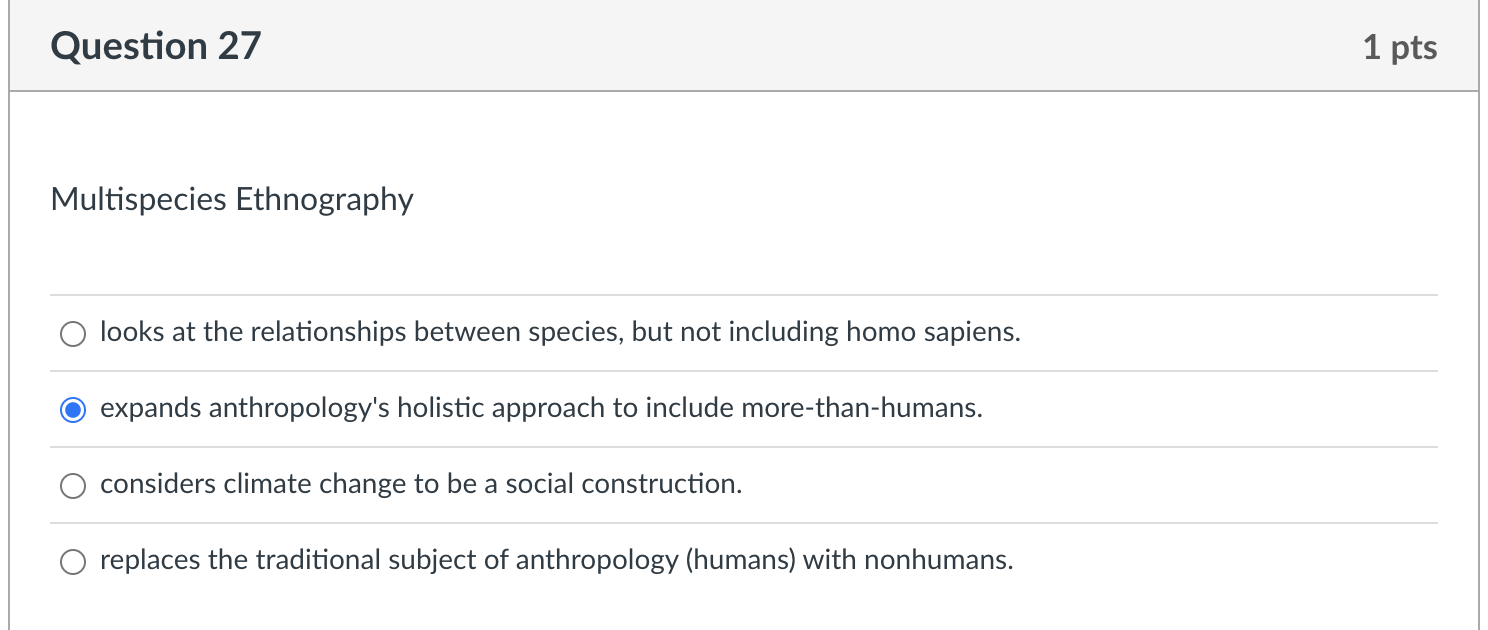 Question 27
1 pts
Multispecies Ethnography
looks at the relationships between species, but not including homo sapiens.
expands anthropology's holistic approach to include more-than-humans.
considers climate change to be a social construction.
replaces the traditional subject of anthropology (humans) with nonhumans.